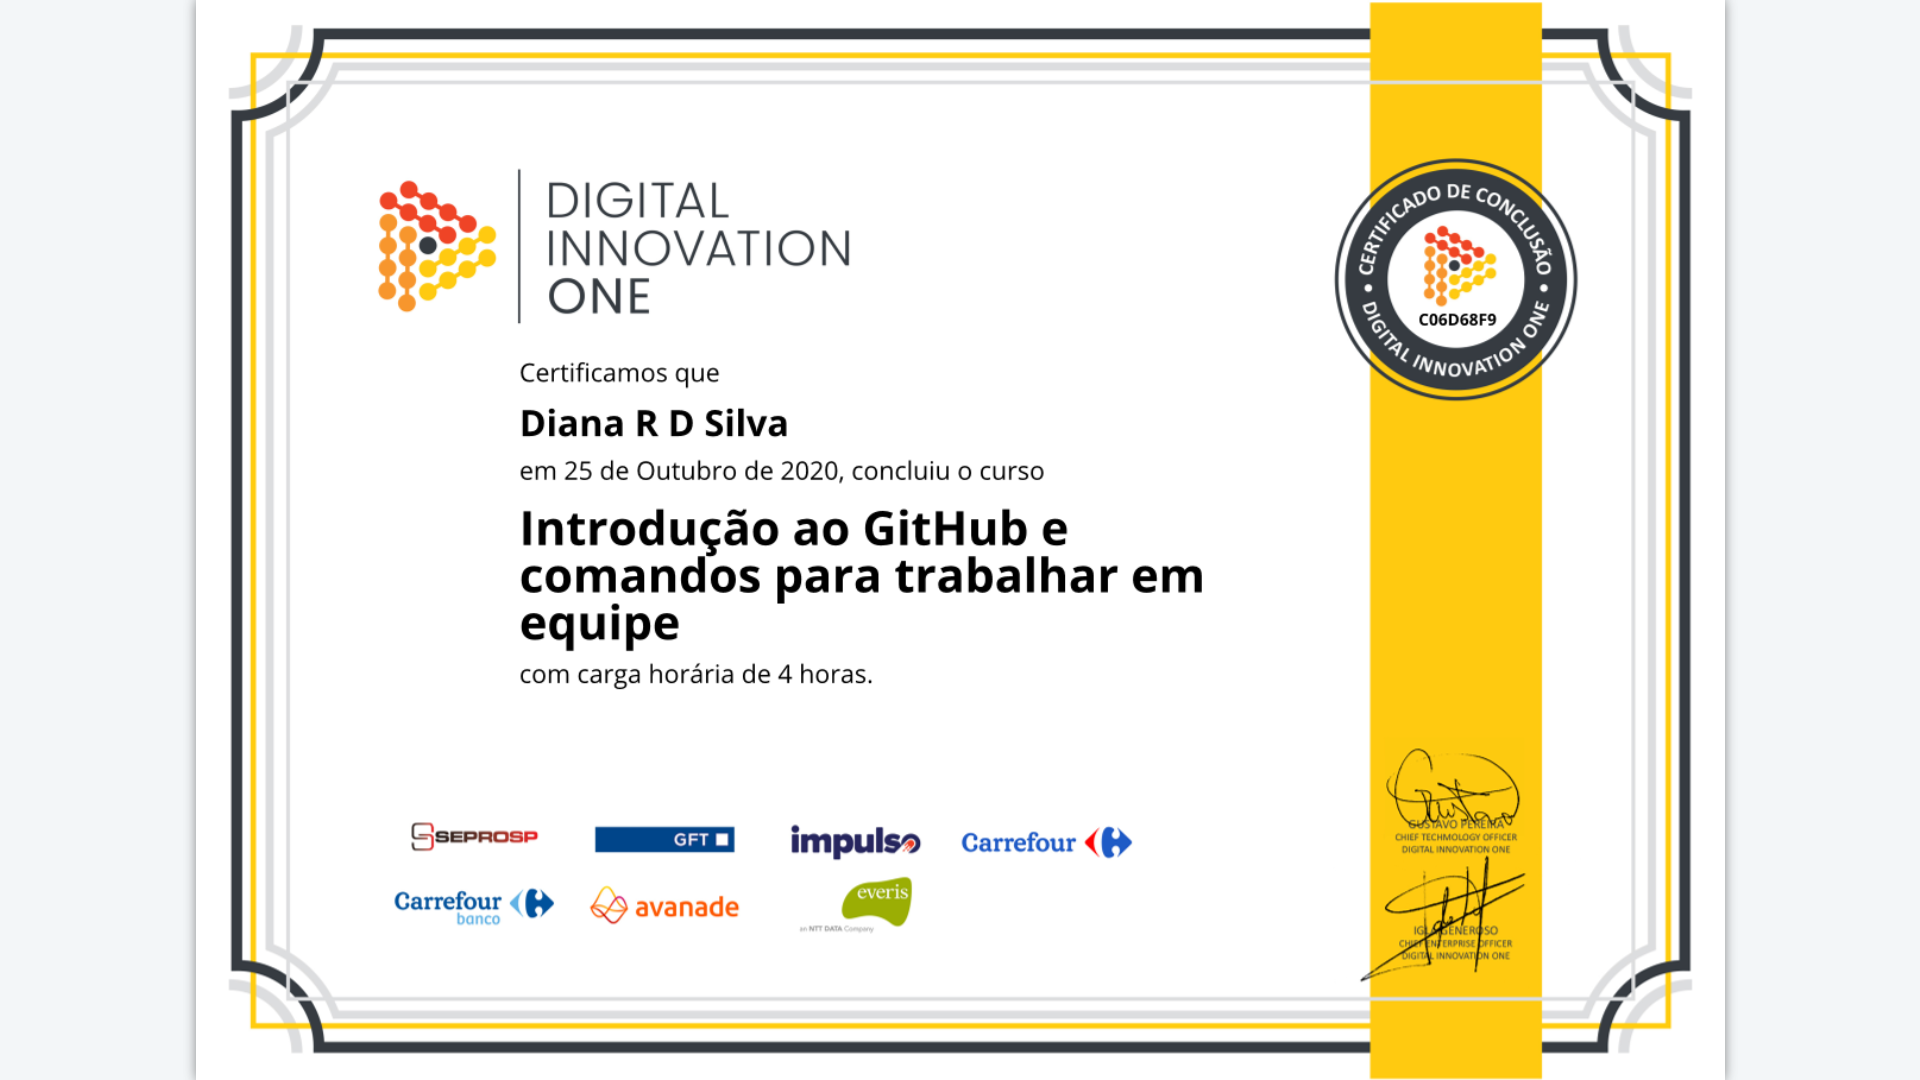 DIGITAL
INNOVATION
ONE
CERTIFICADO DE CONCLUSÃO
C06D68F9
DIGITAL INNOVATION ONE
Certificamos que
Diana R D Silva
em 25 de Outubro de 2020, concluiu o curso
Introdução ao GitHub e
comandos para trabalhar em
equipe
com carga horária de 4 horas.
SEPROSP
GFT
impulso
Carrefour
Carrefour
banco
avanade
everis
an NTT DATA Company
Gustavo
GUSTAVO PEREIRA
CHIEF TECHMOLOGY OFFICER
DIGITAL INNOVATION ONE
IGLÁ GENEROSO
CHIEF ENTERPRISE OFFICER
DIGITAL INNOVATION ONE